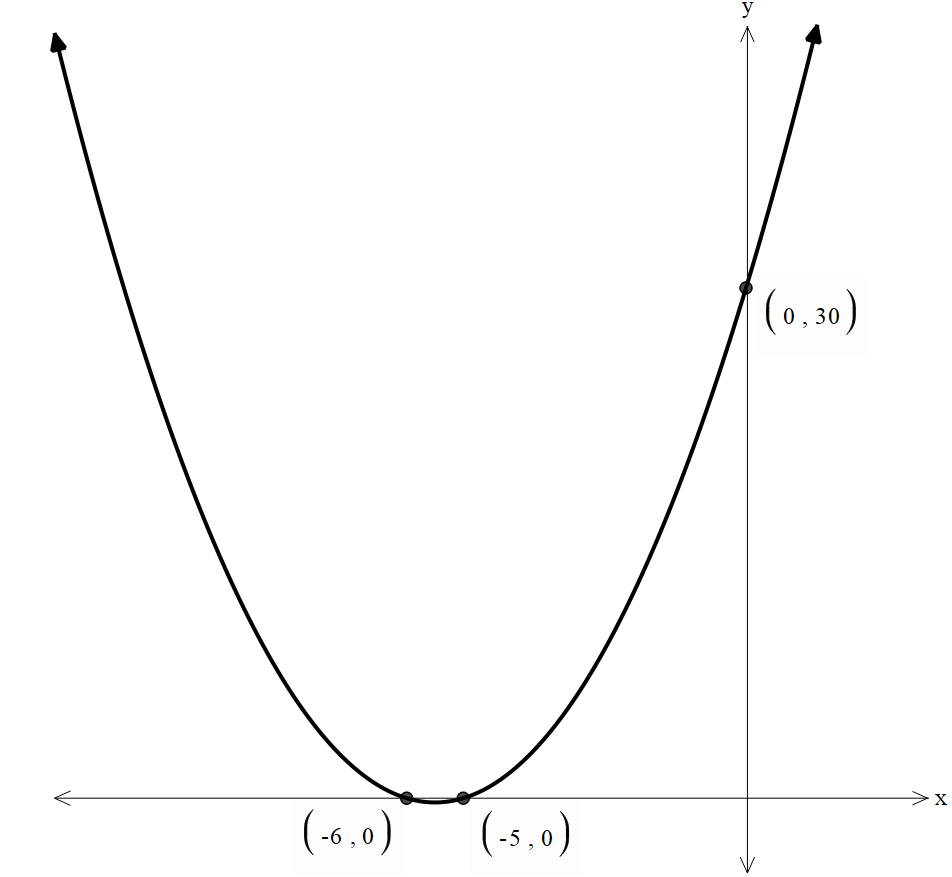 y
(0 , 30)
x
(-6 , 0)
(-5 , 0)